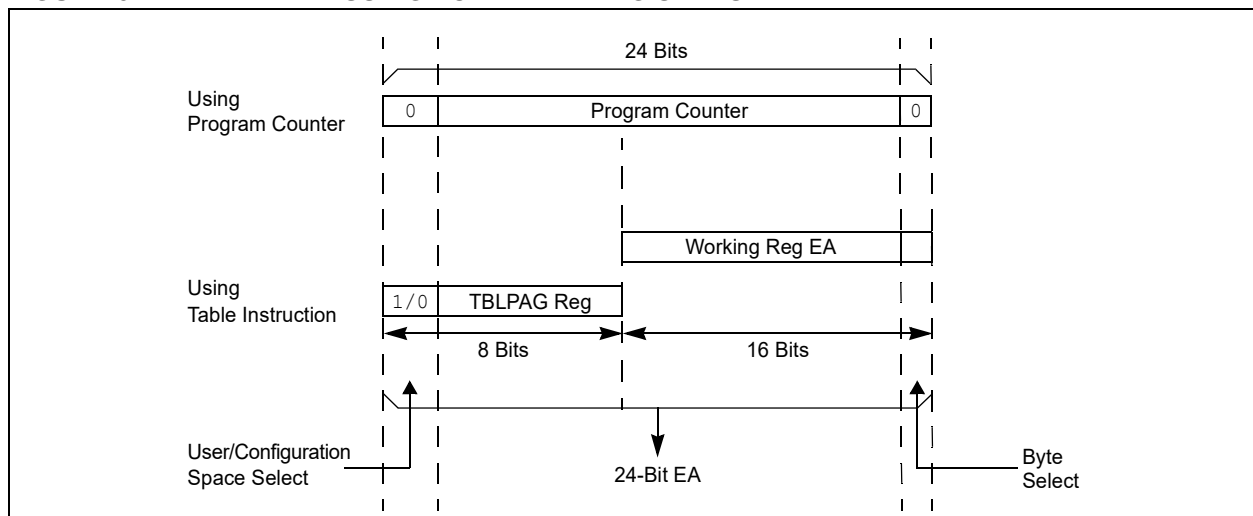 24 Bits
Using
Program Counter
0
Program Counter
0
Working Reg EA
Using
Table Instruction
1/0
TBLPAG Reg
8 Bits
16 Bits
User/Configuration
Space Select
24-Bit EA
Byte
Select